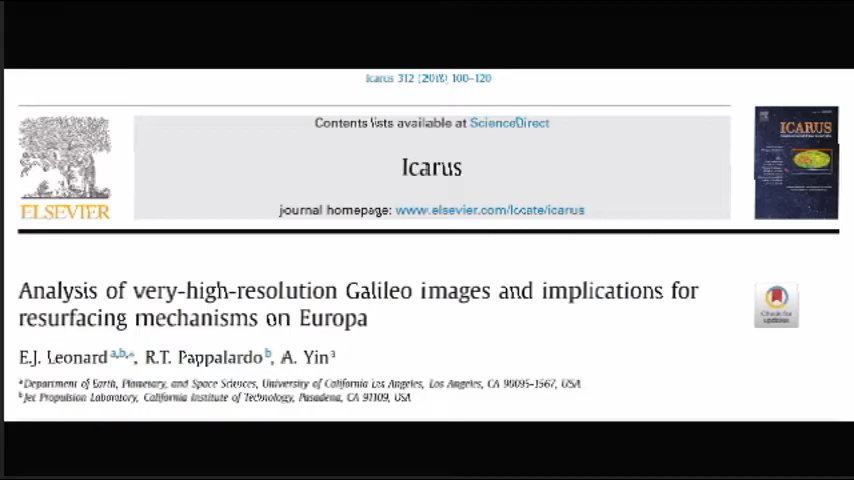 Icarus 312 (2018) 100–120
Contents lists available at ScienceDirect
Icarus
journal homepage: www.elsevier.com/locate/icarus
ELSEVIER
ICARUS
Analysis of very-high-resolution Galileo images and implications for
resurfacing mechanisms on Europa
Check for
updates
E.J. Leonard a,b,*, R.T. Pappalardo b, A. Yin a
a Department of Earth, Planetary, and Space Sciences, University of California Los Angeles, Los Angeles, CA 90095-1567, USA
b Jet Propulsion Laboratory, California Institute of Technology, Pasadena, CA 91109, USA